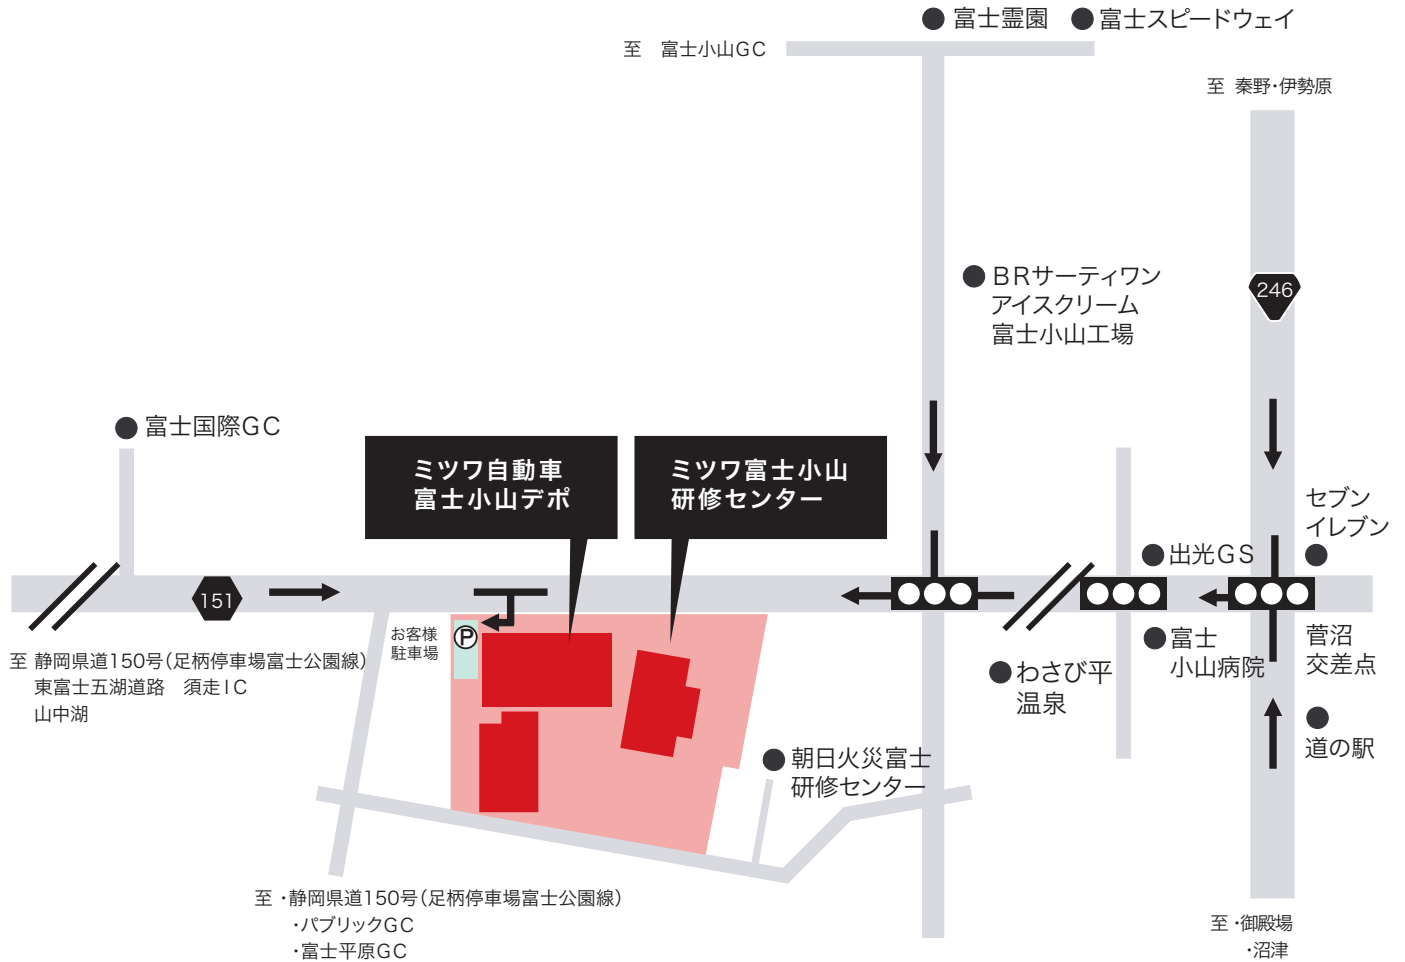 富士霊園
富士スピードウェイ
至　富士小山GC
至 秦野・伊勢原
BRサーティワン
アイスクリーム
富士小山工場
246
富士国際GC
ミツワ自動車
富士小山デポ
ミツワ富士小山
研修センター
セブン
イレブン
出光GS
151
お客様
駐車場
P
富士
小山病院
菅沼
交差点
わさび平
温泉
至 静岡県道150号(足柄停車場富士公園線)
東富士五湖道路　須走IC
山中湖
道の駅
朝日火災富士
研修センター
至 ・静岡県道150号(足柄停車場富士公園線)
・パブリックGC
・富士平原GC
至 ・御殿場
・沼津